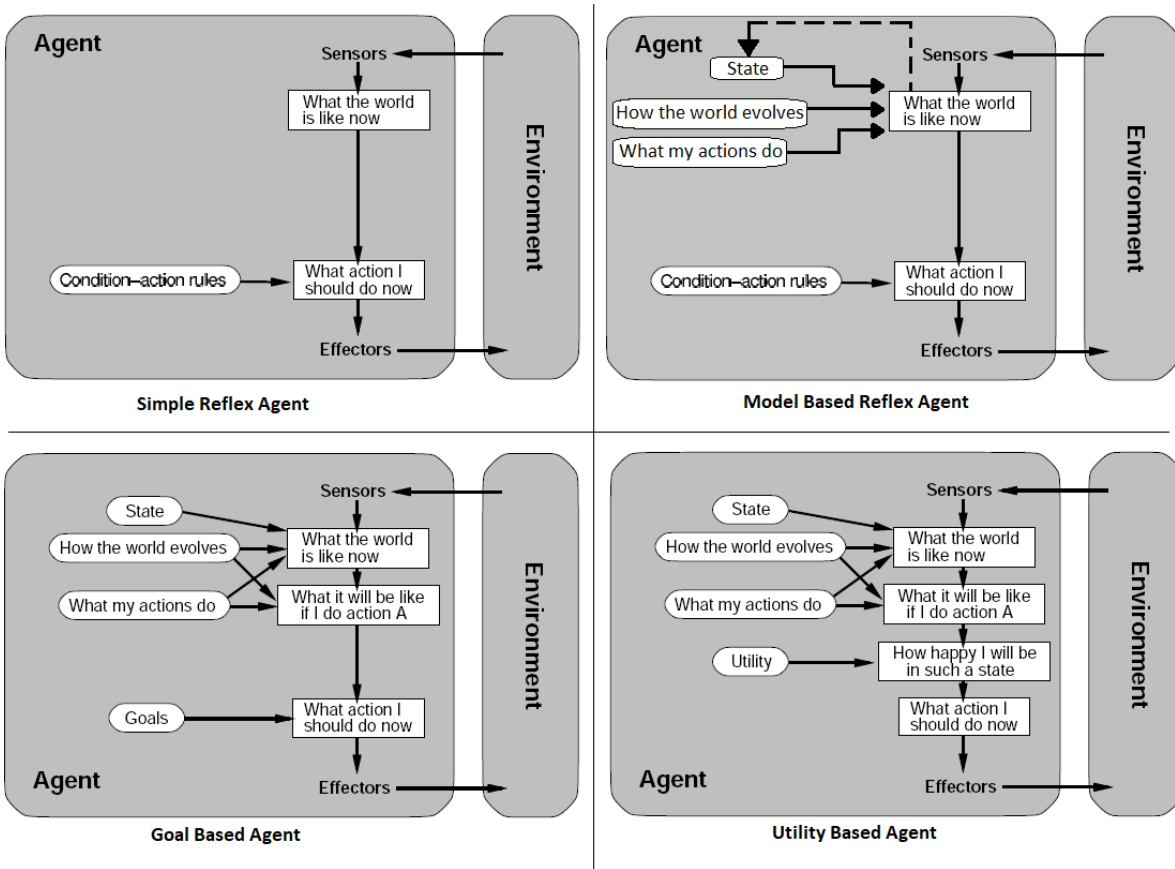 Agent
Sensors
What the world
is like now
Environment
Condition–action rules
What action I
should do now
Effectors
Simple Reflex Agent
Agent
Sensors
State
What the world
is like now
How the world evolves
What my actions do
Environment
Condition–action rules
What action I
should do now
Effectors
Model Based Reflex Agent
Sensors
State
What the world
is like now
How the world evolves
What it will be like
if I do action A
What my actions do
Environment
Goals
What action I
should do now
Agent
Effectors
Goal Based Agent
Sensors
State
What the world
is like now
How the world evolves
What it will be like
if I do action A
What my actions do
Environment
How happy I will be
in such a state
Utility
What action I
should do now
Agent
Effectors
Utility Based Agent